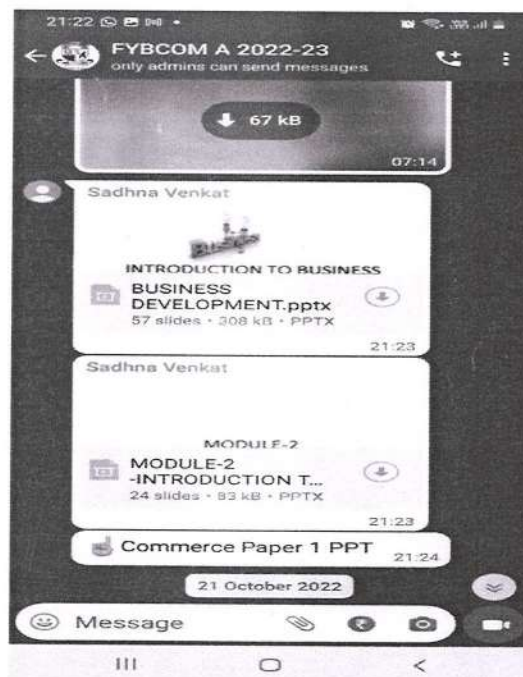 21:22
FYBCOM A 2022-23
only admins can send messages
67 kB
07:14
Sadhna Venkat
INTRODUCTION TO BUSINESS
BUSINESS
DEVELOPMENT.pptx
57 slides • 308 kB • PPTX
21:23
Sadhna Venkat
MODULE-2
MODULE-2
-INTRODUCTION T...
24 slides • 83 kB • PPTX
21:23
Commerce Paper 1 PPT
21:24
21 October 2022
Message